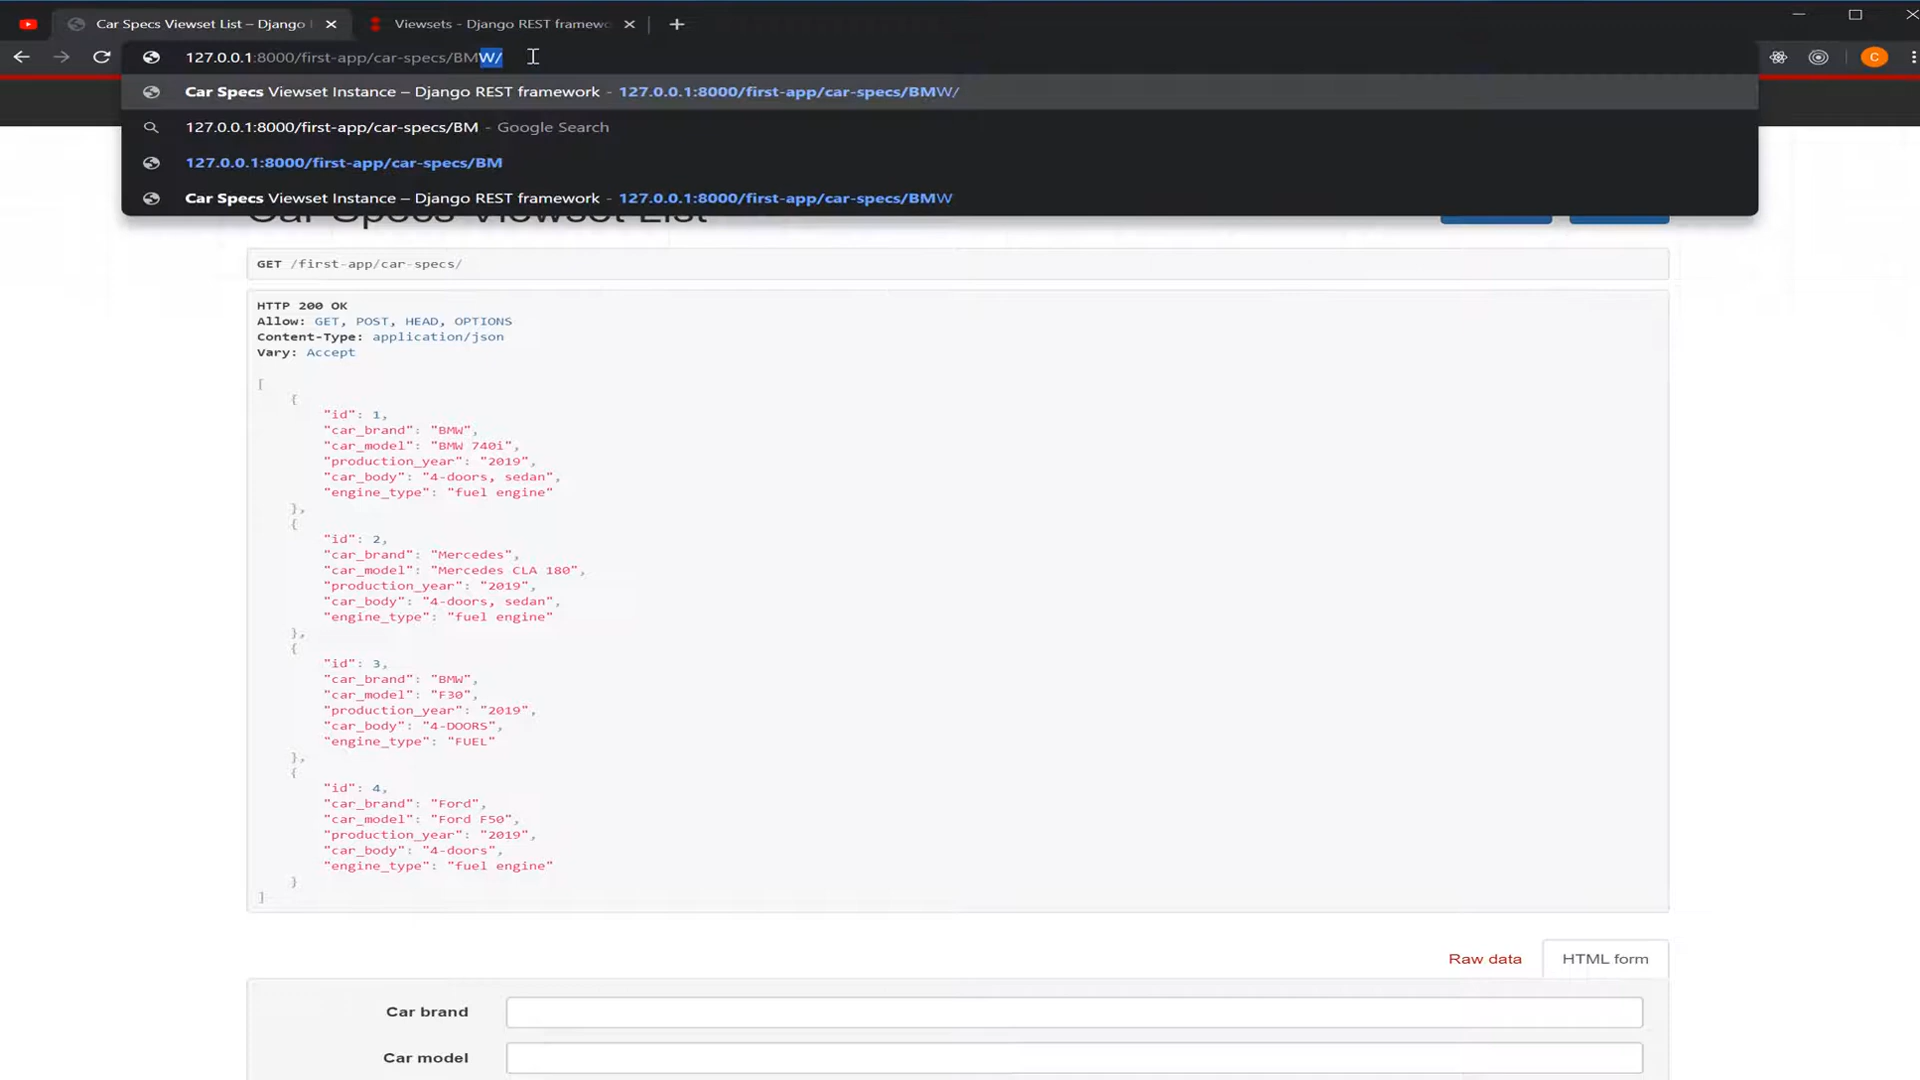 Car Specs Viewset List – Django
Viewsets - Django REST framewo
127.0.0.1:8000/first-app/car-specs/BMW/
C
Car Specs Viewset Instance – Django REST framework - 127.0.0.1:8000/first-app/car-specs/BMW/
127.0.0.1:8000/first-app/car-specs/BM - Google Search
127.0.0.1:8000/first-app/car-specs/BM
Car Specs Viewset Instance – Django REST framework - 127.0.0.1:8000/first-app/car-specs/BMW
Car Specs Viewset List
GET /first-app/car-specs/
HTTP 200 OK
Allow: GET, POST, HEAD, OPTIONS
Content-Type: application/json
Vary: Accept
[
{
"id": 1,
"car_brand": "BMW",
"car_model": "BMW 740i",
"production_year": "2019",
"car_body": "4-doors, sedan",
"engine_type": "fuel engine"
},
{
"id": 2,
"car_brand": "Mercedes",
"car_model": "Mercedes CLA 180",
"production_year": "2019",
"car_body": "4-doors, sedan",
"engine_type": "fuel engine"
},
{
"id": 3,
"car_brand": "BMW",
"car_model": "F30",
"production_year": "2019",
"car_body": "4-DOORS",
"engine_type": "FUEL"
},
{
"id": 4,
"car_brand": "Ford",
"car_model": "Ford F50",
"production_year": "2019",
"car_body": "4-doors",
"engine_type": "fuel engine"
}
]
Raw data
HTML form
Car brand
Car model